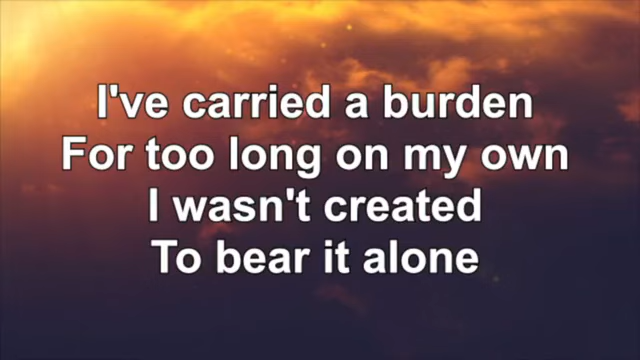 I've carried a burden
For too long on my own
I wasn't created
To bear it alone